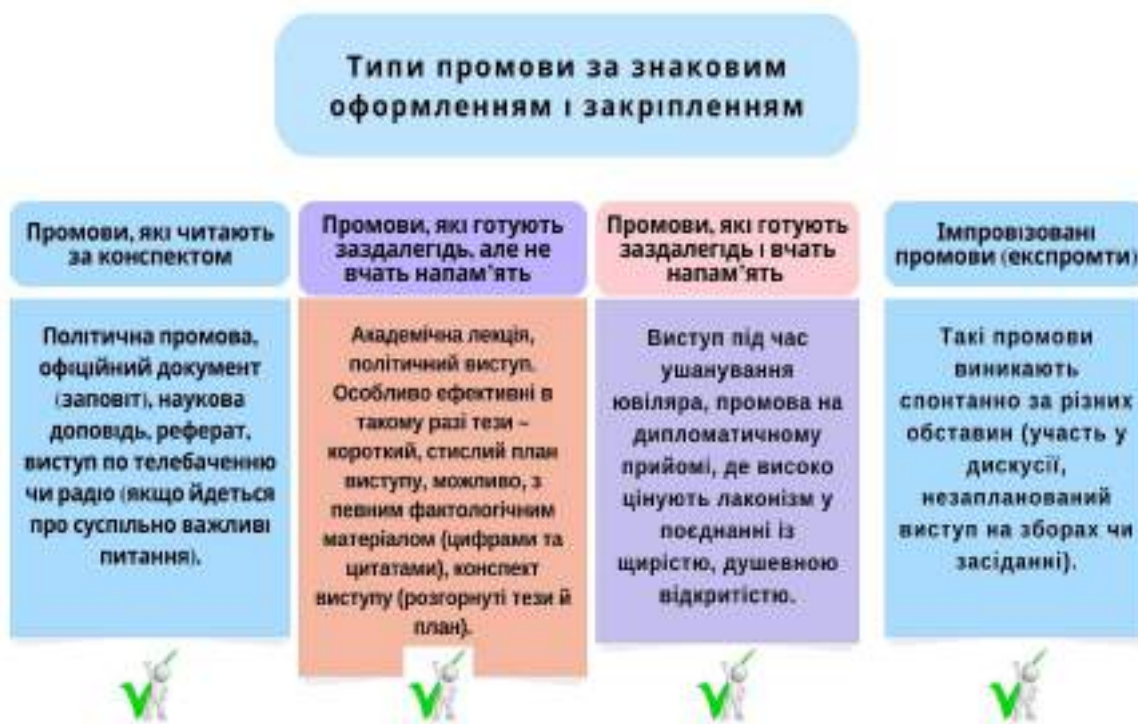 Типи промови за знаковим
оформленням і закріпленням
Промови, які читають
за конспектом
Політична промова,
офіційний документ
(заповіт), наукова
доповідь, реферат,
виступ по телебаченню
чи радіо (якщо йдеться
про суспільно важливі
питання).
Промови, які готують
заздалегідь, але не
вчать напам'ять
Академічна лекція,
політичний виступ.
Особливо ефективні в
такому разі тези –
короткий, стислий план
виступу, можливо, з
певним фактологічним
матеріалом (цифрами та
цитатами), конспект
виступу (розгорнуті тези й
план).
Промови, які готують
заздалегідь і вчать
напам'ять
Виступ під час
ушанування
ювіляра, промова на
дипломатичному
прийомі, де високо
цінують лаконізм у
поєднанні із
щирістю, душевною
відкритістю.
Імпровізовані
промови (експромти)
Такі промови
виникають
спонтанно за різних
обставин (участь у
дискусії,
незапланований
виступ на зборах чи
засіданні).